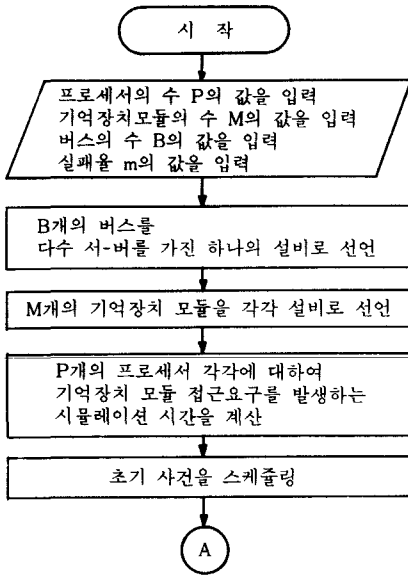 시 작
프로세서의 수 P의 값을 입력
기억장치모듈의 수 M의 값을 입력
버스의 수 B의 값을 입력
실패율 m의 값을 입력
B개의 버스를
다수 서-버를 가진 하나의 설비로 선언
M개의 기억장치 모듈을 각각 설비로 선언
P개의 프로세서 각각에 대하여
기억장치 모듈 접근요구를 발생하는
시뮬레이션 시간을 계산
초기 사건을 스케쥴링
A